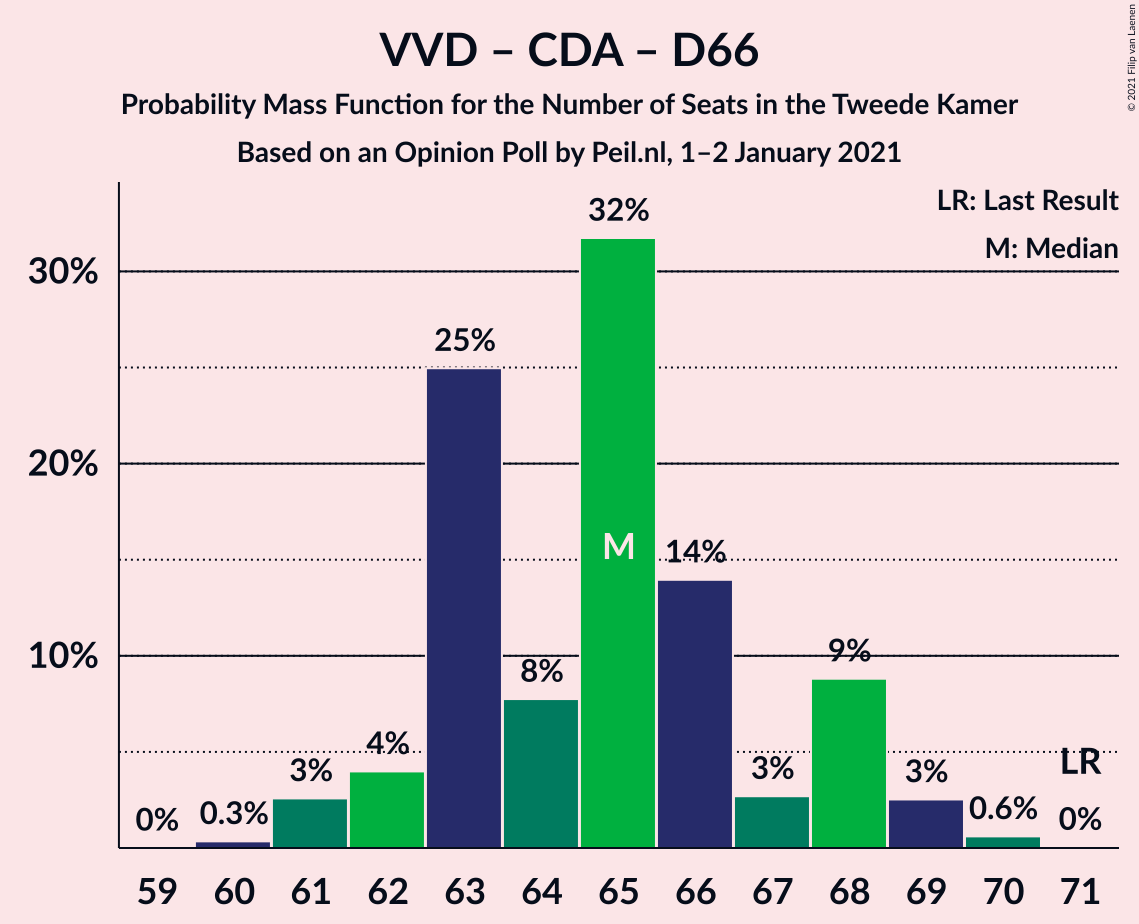 VVD – CDA – D66
Probability Mass Function for the Number of Seats in the Tweede Kamer
Based on an Opinion Poll by Peil.nl, 1–2 January 2021
© 2021 Filip van Laenen
LR: Last Result
M: Median
30%
20%
10%
0%
0.3%
3%
4%
25%
8%
32%
M
14%
3%
9%
3%
0.6%
LR
0%
59 60 61 62 63 64 65 66 67 68 69 70 71